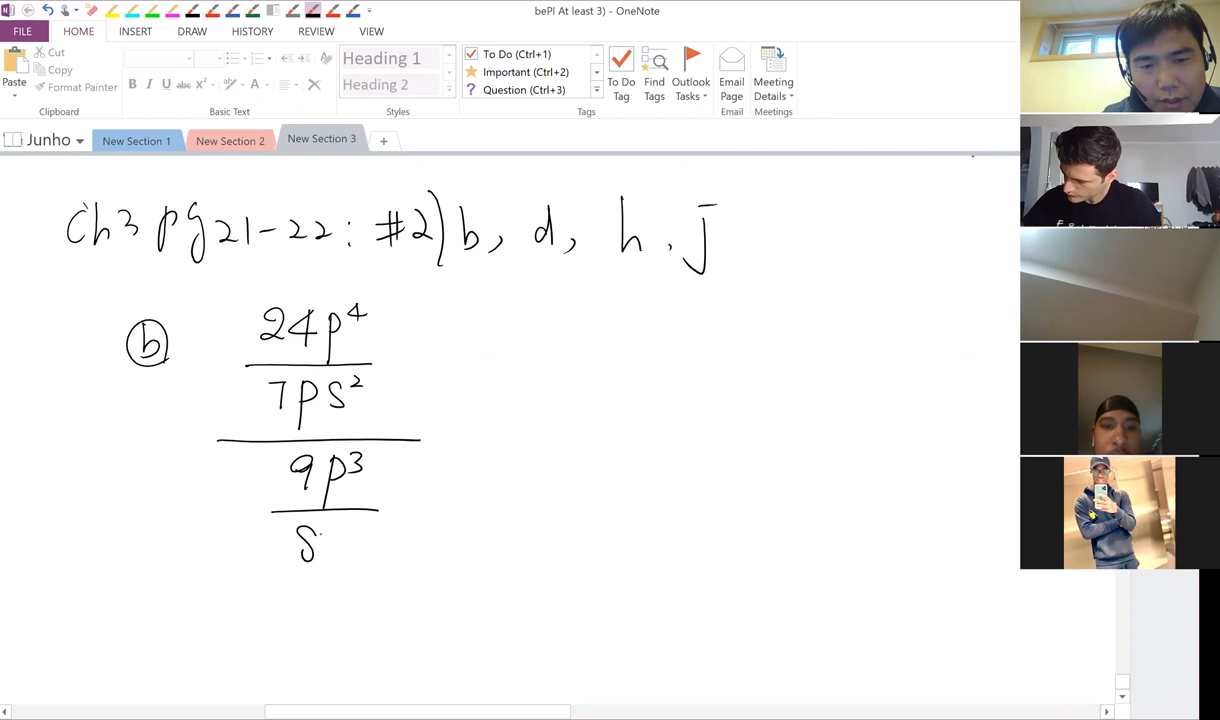 bePI At least 3) - OneNote
FILE HOME INSERT DRAW HISTORY REVIEW VIEW
Paste
Cut
Copy
Format Painter
Clipboard
B I U abc X²
Basic Text
Heading 1
Heading 2
Styles
To Do (Ctrl+1)
Important (Ctrl+2)
Question (Ctrl+3)
To Do Tag
Find Tags
Tags
Outlook Tasks
Email Page
Email
Meeting Details
Meetings
Junho New Section 1 New Section 2 New Section 3 +
Ch3 pg 21-22: #2) b, d, h, j
b
24p⁴
7ps²
9p³
s